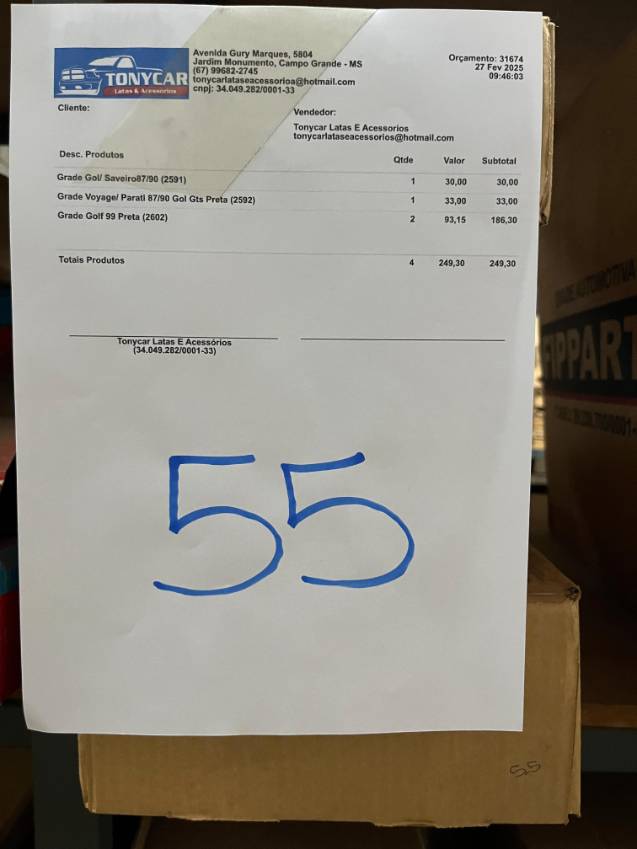 TONYCAR
Latas & Acessorios
Avenida Gury Marques, 5804
Jardim Monumento, Campo Grande - MS
(67) 99682-2745
tonycarlataseacessorioa@hotmail.com
cnpj: 34.049.282/0001-33
Orçamento: 31674
27 Fev 2025
09:46:03
Cliente:
Vendedor:
Tonycar Latas E Acessorios
tonycarlataseacessorios@hotmail.com
Desc. Produtos Qtde Valor Subtotal
Grade Gol/ Saveiro87/90 (2591) 1 30,00 30,00
Grade Voyage/ Parati 87/90 Gol Gts Preta (2592) 1 33,00 33,00
Grade Golf 99 Preta (2602) 2 93,15 186,30
Totais Produtos 4 249,30 249,30
Tonycar Latas E Acessórios
(34.049.282/0001-33)
55
AUTOMOTIVA
FIPPART
55